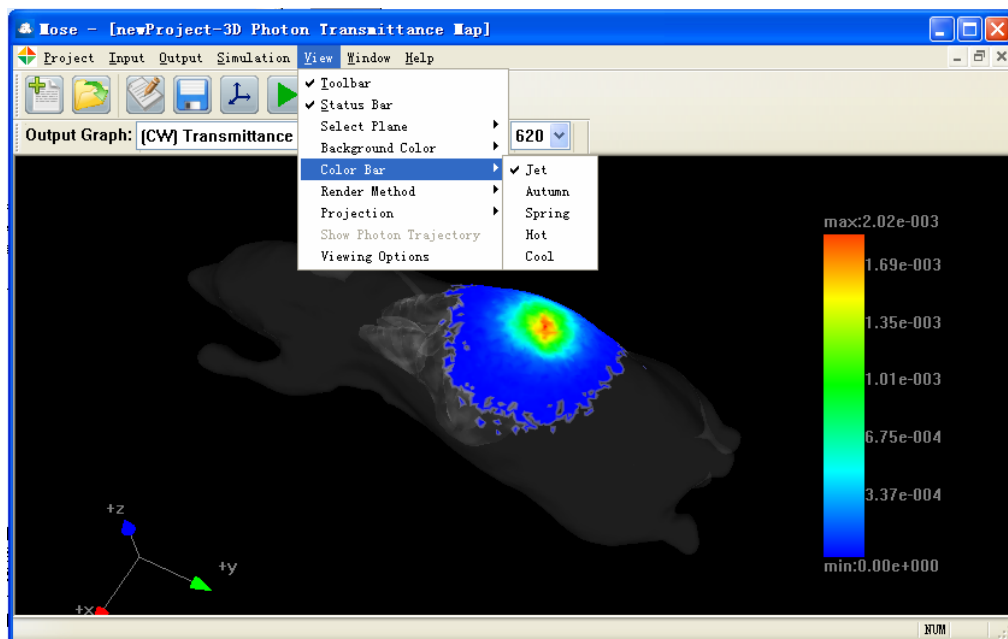 Mose - [newProject-3D Photon Transmittance Map]
Project Input Output Simulation View Window Help
Toolbar
Status Bar
Select Plane
Output Graph: (CW) Transmittance 620
Background Color
Color Bar Jet
Render Method Autumn
Projection Spring
Show Photon Trajectory Hot
Viewing Options Cool
max:2.02e-003
1.69e-003
1.35e-003
1.01e-003
6.75e-004
3.37e-004
min:0.00e+000
+z
+y
+x
NUM